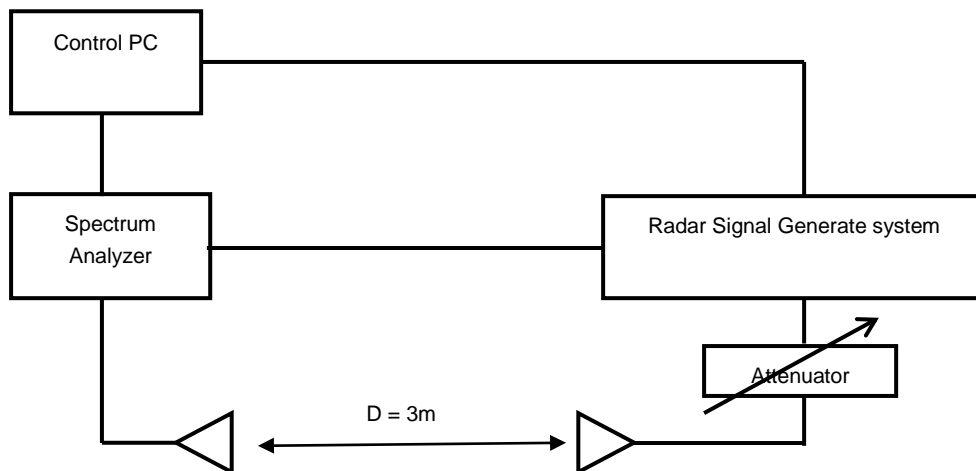 Control PC
Spectrum
Analyzer
Radar Signal Generate system
Attenuator
D = 3m